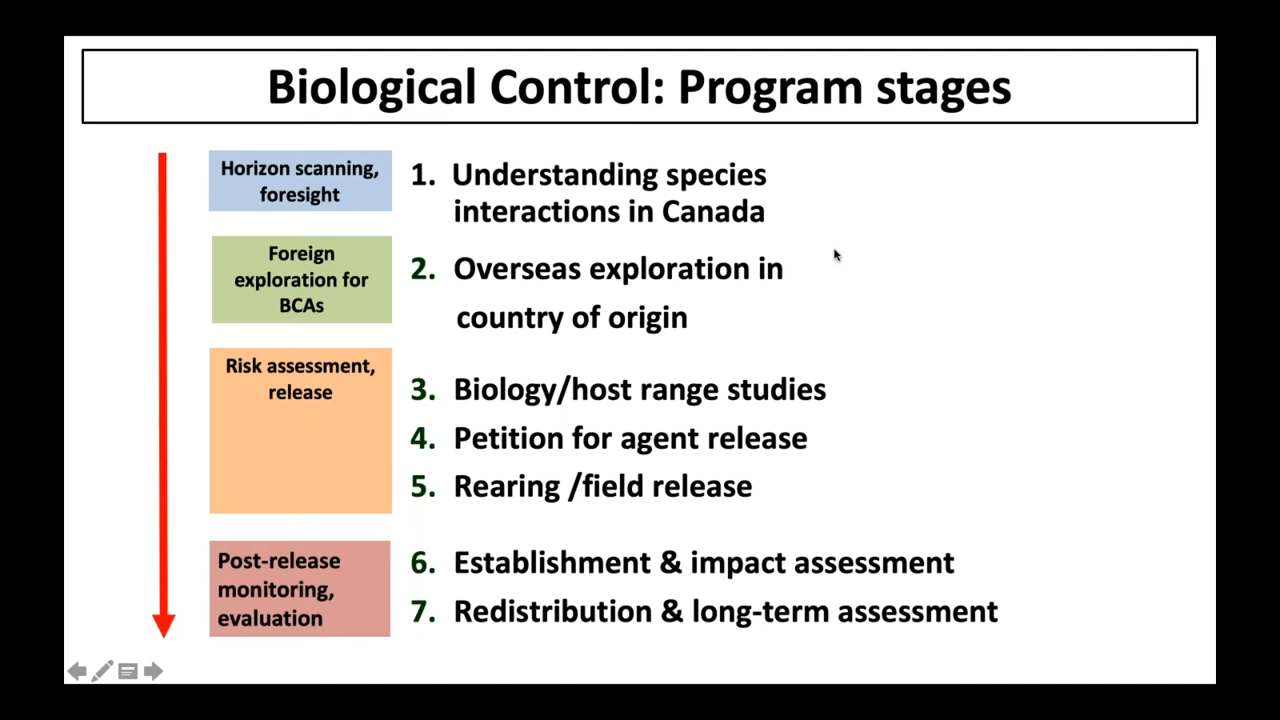 Biological Control: Program stages
Horizon scanning,
foresight
1. Understanding species
interactions in Canada
Foreign
exploration for
BCAs
2. Overseas exploration in
country of origin
Risk assessment,
release
3. Biology/host range studies
4. Petition for agent release
5. Rearing /field release
Post-release
monitoring,
evaluation
6. Establishment & impact assessment
7. Redistribution & long-term assessment